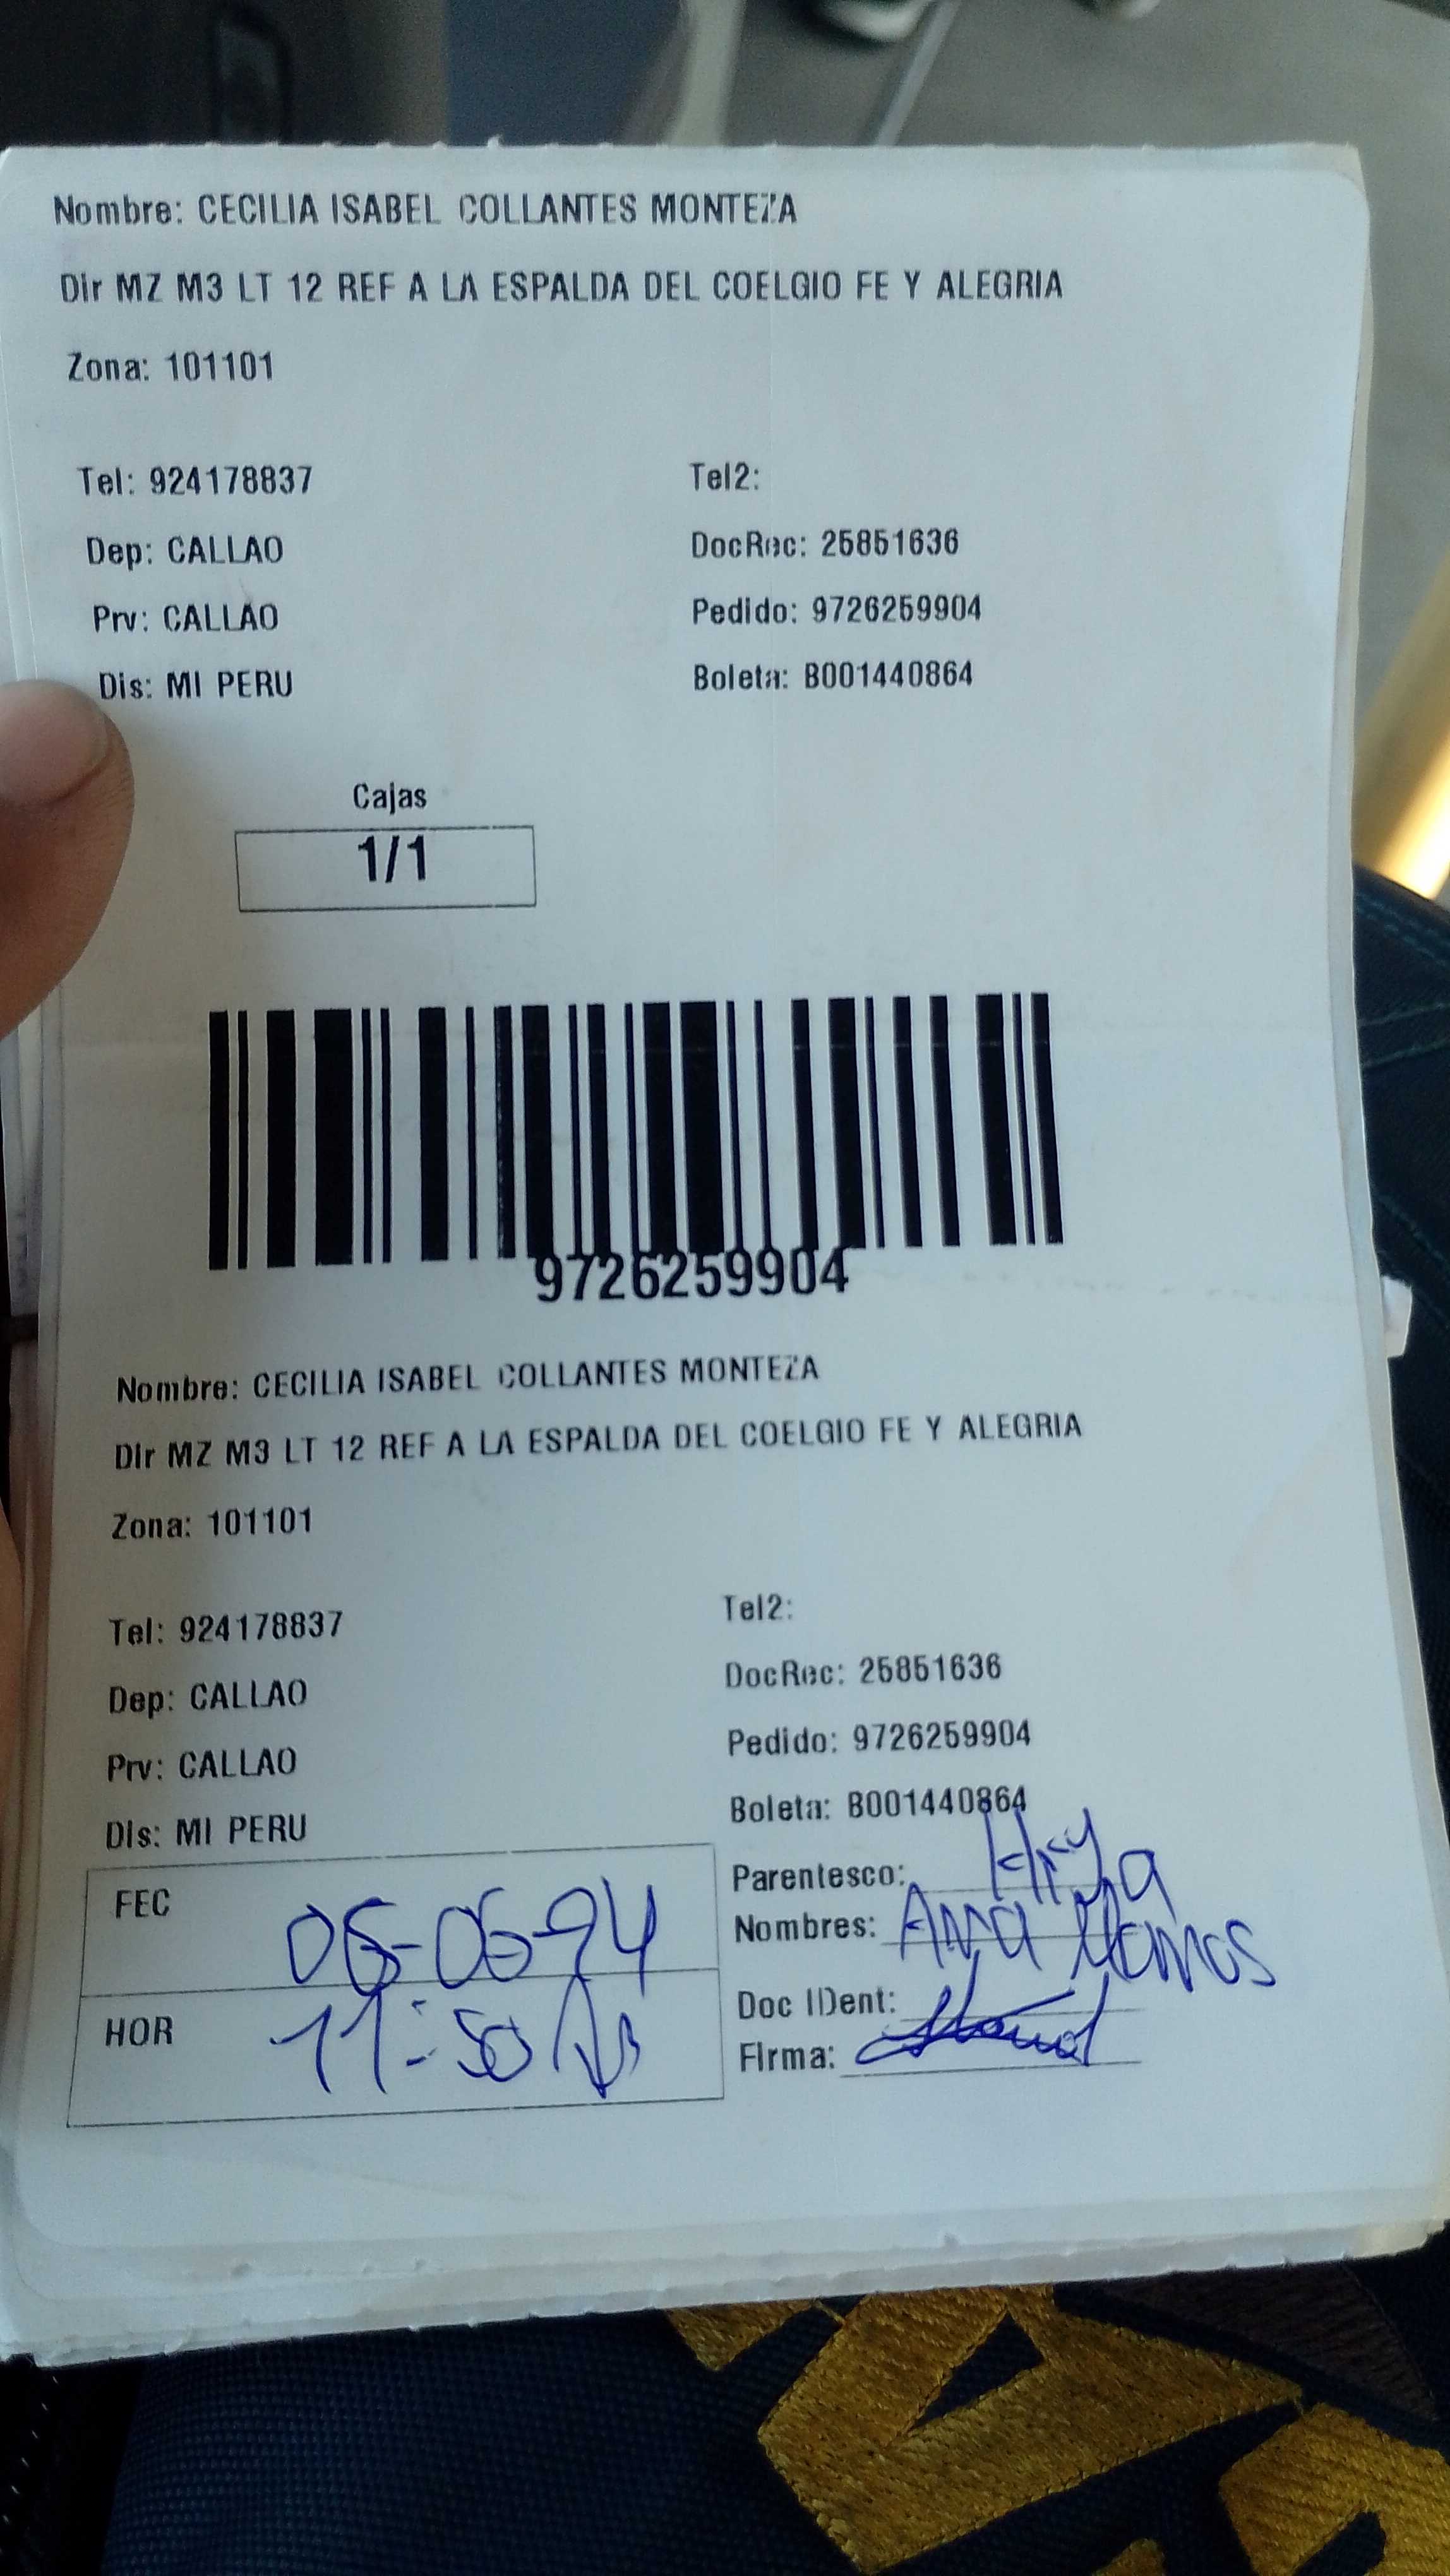 Nombre: CECILIA ISABEL COLLANTES MONTEZA
Dir MZ M3 LT 12 REF A LA ESPALDA DEL COELGIO FE Y ALEGRIA
Zona: 101101
Tel: 924178837 Tel2:
Dep: CALLAO DocRec: 25851636
Prv: CALLAO Pedido: 9726259904
Dis: MI PERU Boleta: B001440864
Cajas
1/1
9726259904
Nombre: CECILIA ISABEL COLLANTES MONTEZA
Dir MZ M3 LT 12 REF A LA ESPALDA DEL COELGIO FE Y ALEGRIA
Zona: 101101
Tel: 924178837 Tel2:
Dep: CALLAO DocRec: 25851636
Prv: CALLAO Pedido: 9726259904
Dis: MI PERU Boleta: B001440864
Parentesco: Hija
FEC Nombres: Ana
Doc IDent:
HOR 11:50 Firma: